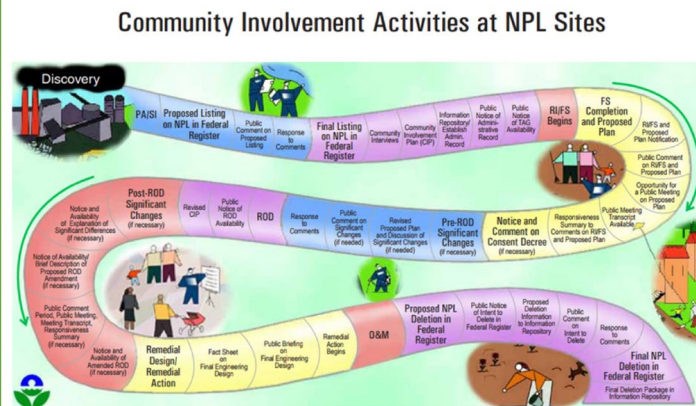 Community Involvement Activities at NPL Sites
Discovery
PA/SI
Proposed Listing
on NPL in Federal
Register
Public
Comment on
Proposed
Listing
Response
to
Comments
Final Listing
on NPL in
Federal
Register
Community
Interviews
Community
Involvement
Plan (CIP)
Information
Repository/
Establish
Admin.
Record
Public
Notice of
Admini-
strative
Record
Public
Notice
of TAG
Availability
RI/FS
Begins
FS
Completion
and Proposed
Plan
RI/FS and
Proposed
Plan Notification
Public Comment
on RI/FS and
Proposed Plan
Opportunity for
a Public Meeting
on Proposed
Plan
Public Meeting
Transcript
Available
Responsiveness
Summary to
Comments on RI/FS
and Proposed Plan
Notice and
Comment on
Consent Decree
(if necessary)
Pre-ROD
Significant
Changes
(if necessary)
Revised
Proposed Plan
and Discussion of
Significant Changes
(if needed)
Public
Comment on
Significant
Changes
(if needed)
Response
to
Comments
ROD
Public
Notice of
ROD
Availability
Revised
CIP
Post-ROD
Significant
Changes
(if necessary)
Notice and
Availability
of Explanation of
Significant Differences
(if necessary)
Notice of Availability/
Brief Description of
Proposed ROD
Amendment
(if necessary)
Public Comment
Period, Public Meeting,
Meeting Transcript,
Responsiveness
Summary
(if necessary)
Notice and
Availability of
Amended ROD
(if necessary)
Remedial
Design/
Remedial
Action
Fact Sheet
on
Final Engineering
Design
Public Briefing
on
Final Engineering
Design
Remedial
Action
Begins
O&M
Proposed NPL
Deletion in
Federal
Register
Public Notice
of Intent to
Delete in
Federal Register
Proposed
Deletion
Information
to Information
Repository
Public
Comment
on
Intent to
Delete
Response
to
Comments
Final NPL
Deletion in
Federal Register
Final Deletion Package in
Information Repository